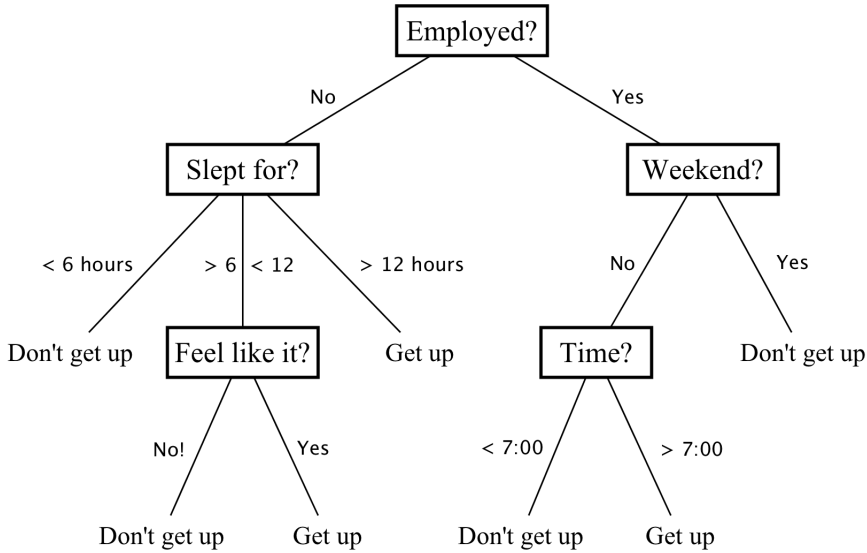 Employed?
No
Yes
Slept for?
Weekend?
< 6 hours
> 6
< 12
> 12 hours
No
Yes
Don't get up
Feel like it?
Get up
Time?
Don't get up
No!
Yes
< 7:00
> 7:00
Don't get up
Get up
Don't get up
Get up